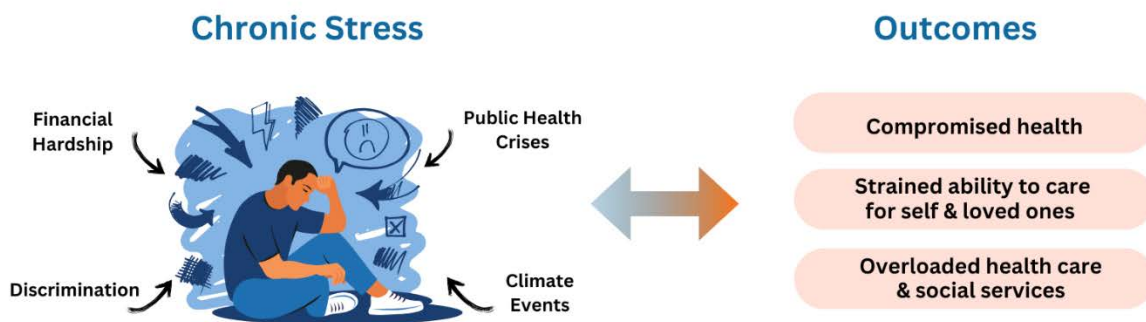 Chronic Stress
Financial
Hardship
Public Health
Crises
Discrimination
Climate
Events
Outcomes
Compromised health
Strained ability to care
for self & loved ones
Overloaded health care
& social services